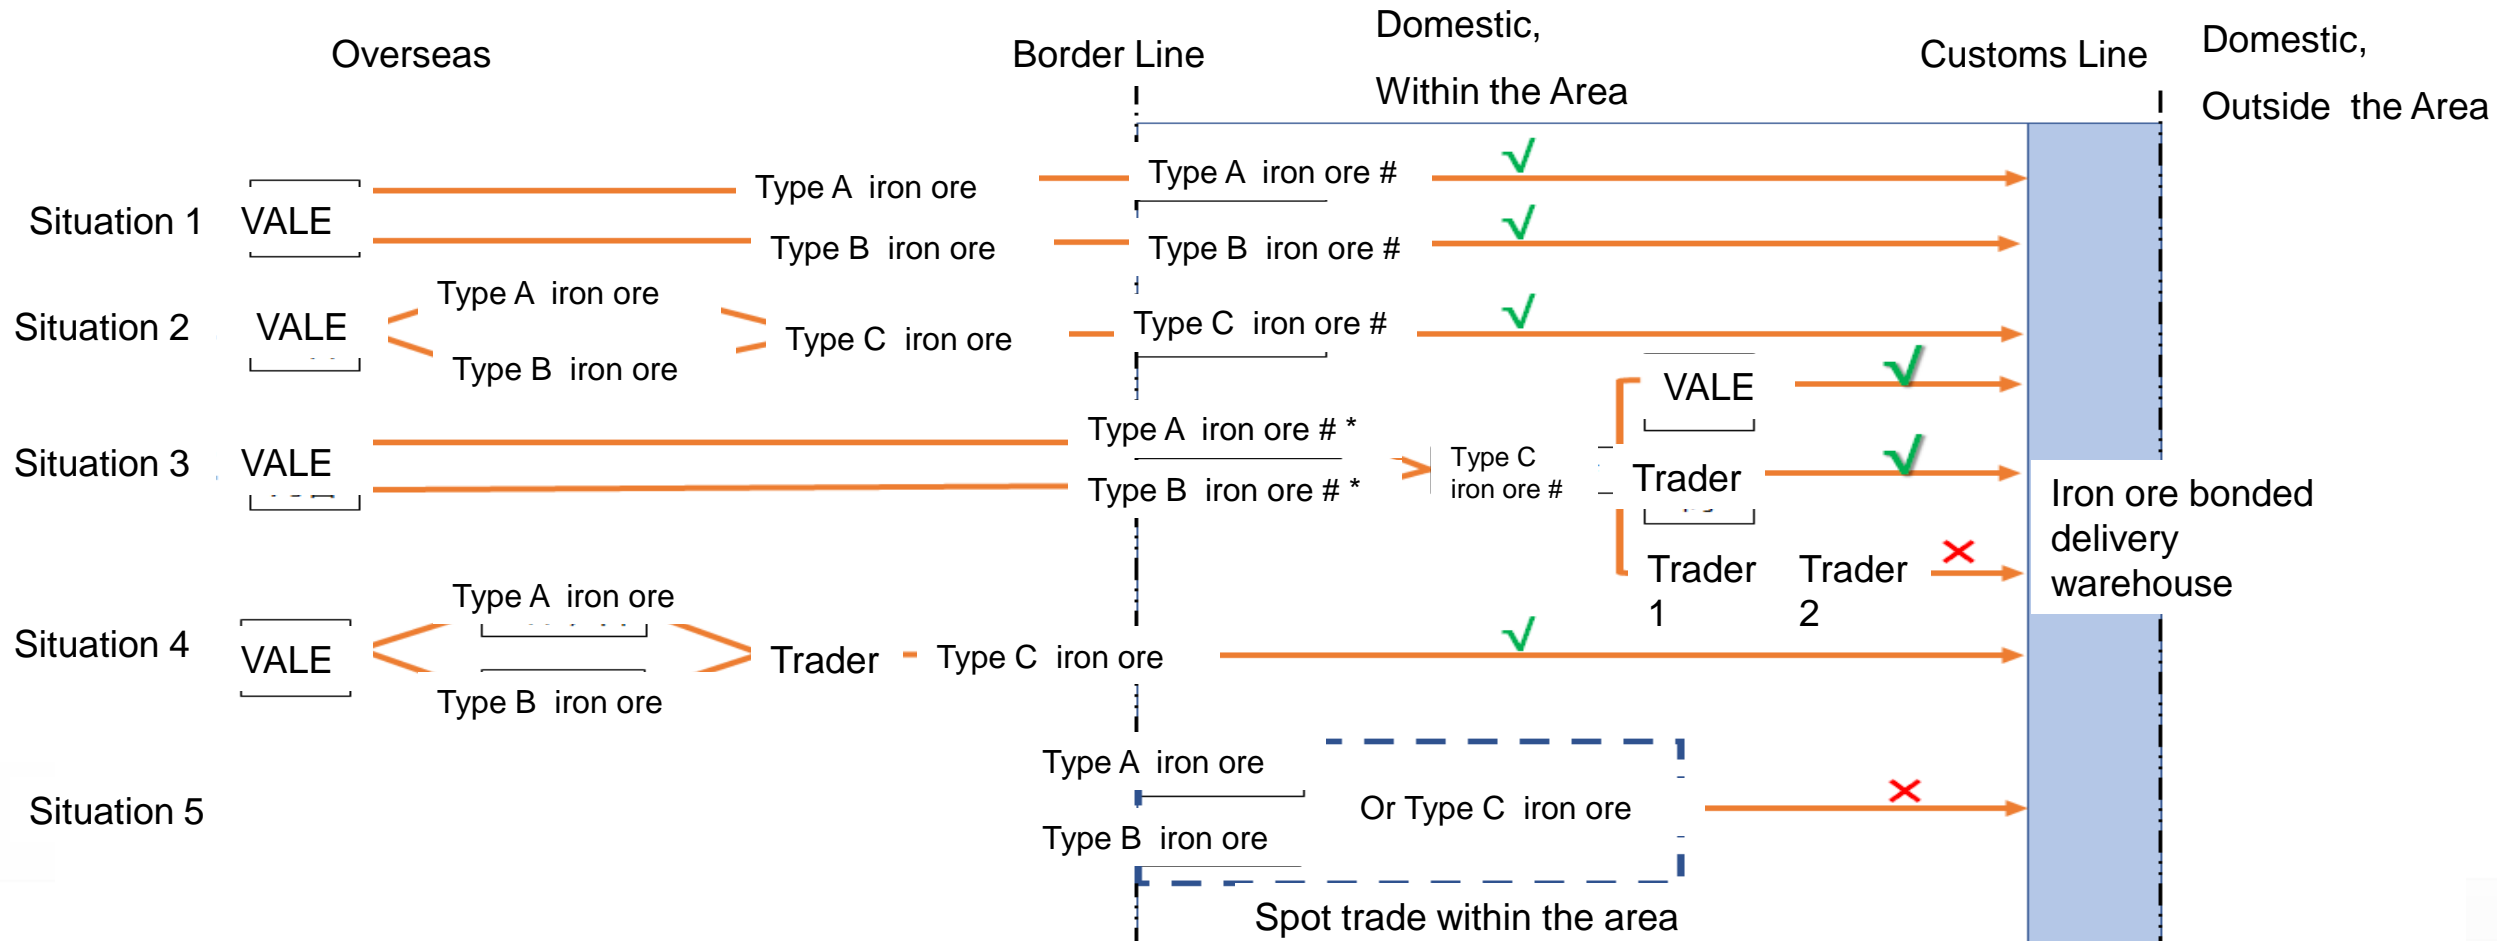 Overseas
Border Line
Domestic,
Within the Area
Customs Line
Domestic,
Outside the Area
Situation 1
VALE
Type A iron ore
Type A iron ore #
√
Type B iron ore
Type B iron ore #
√
Situation 2
VALE
Type A iron ore
Type B iron ore
Type C iron ore
Type C iron ore #
√
Situation 3
VALE
Type A iron ore # *
Type B iron ore # *
Type C
iron ore #
VALE
√
Trader
√
Trader
1
Trader
2
×
Iron ore bonded
delivery
warehouse
Situation 4
VALE
Type A iron ore
Type B iron ore
Trader
Type C iron ore
√
Situation 5
Type A iron ore
Type B iron ore
Or Type C iron ore
×
Spot trade within the area